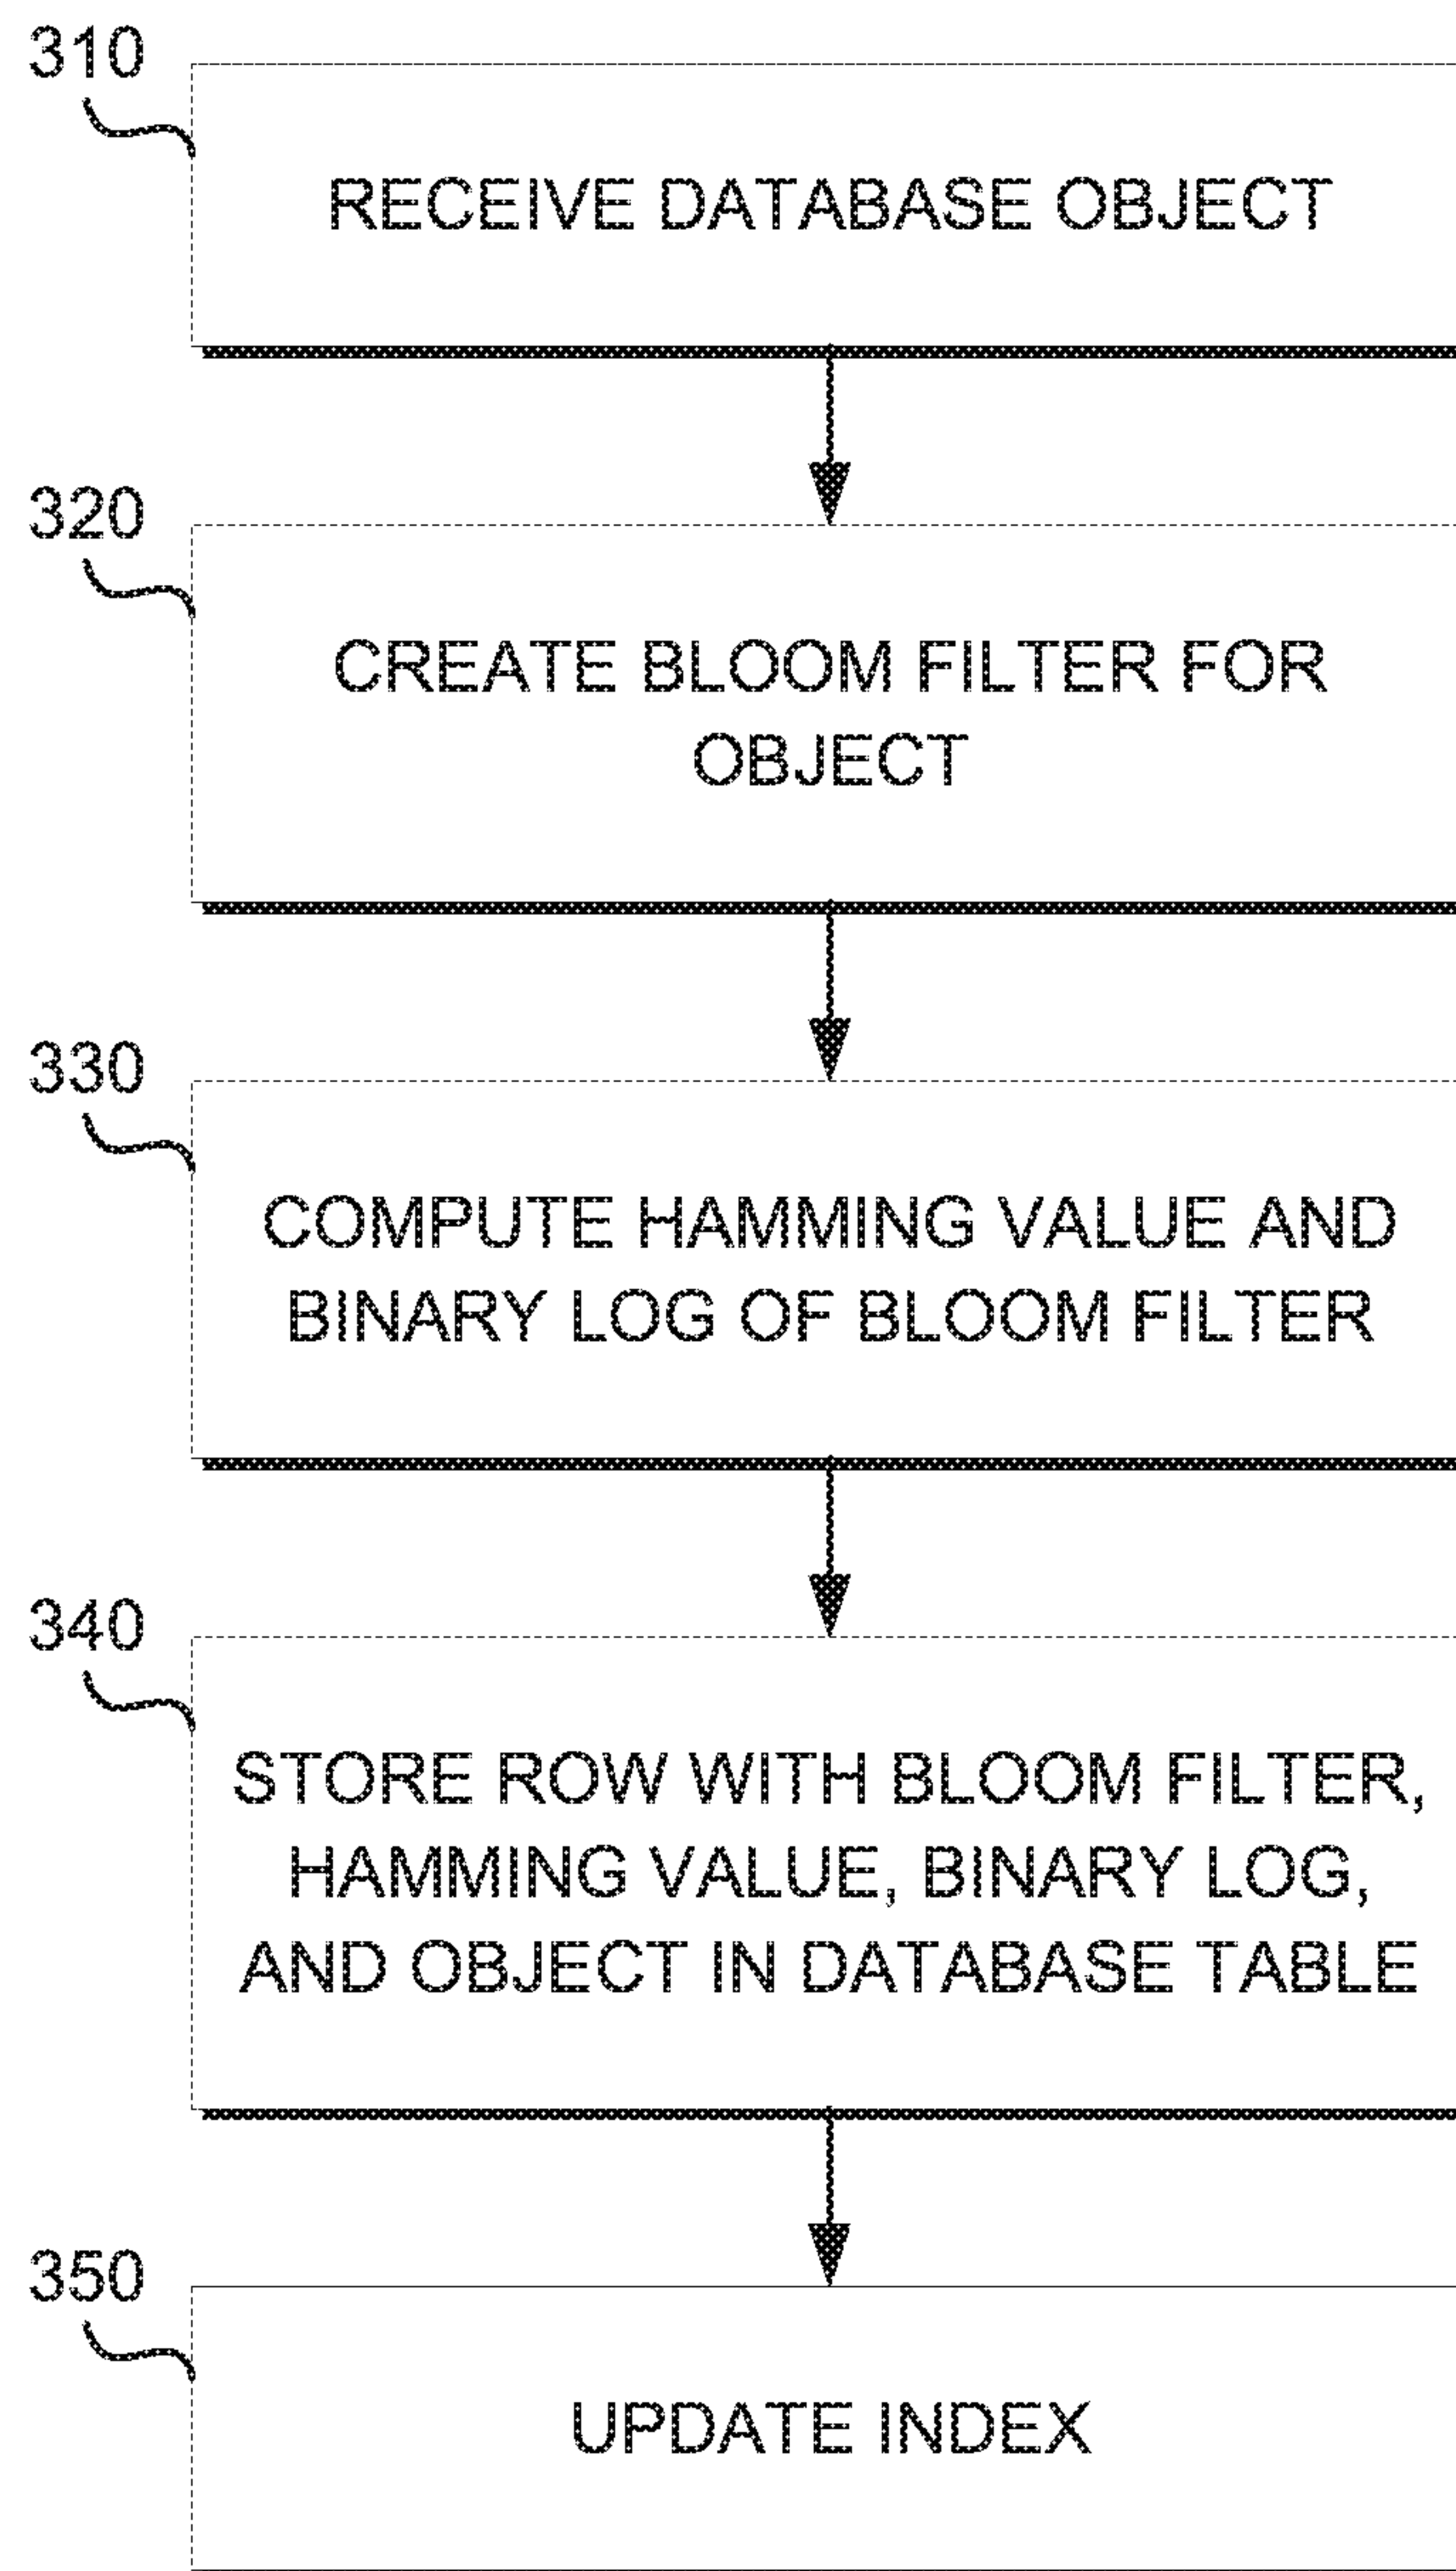 310
RECEIVE DATABASE OBJECT
320
CREATE BLOOM FILTER FOR
OBJECT
330
COMPUTE HAMMING VALUE AND
BINARY LOG OF BLOOM FILTER
340
STORE ROW WITH BLOOM FILTER,
HAMMING VALUE, BINARY LOG,
AND OBJECT IN DATABASE TABLE
350
UPDATE INDEX